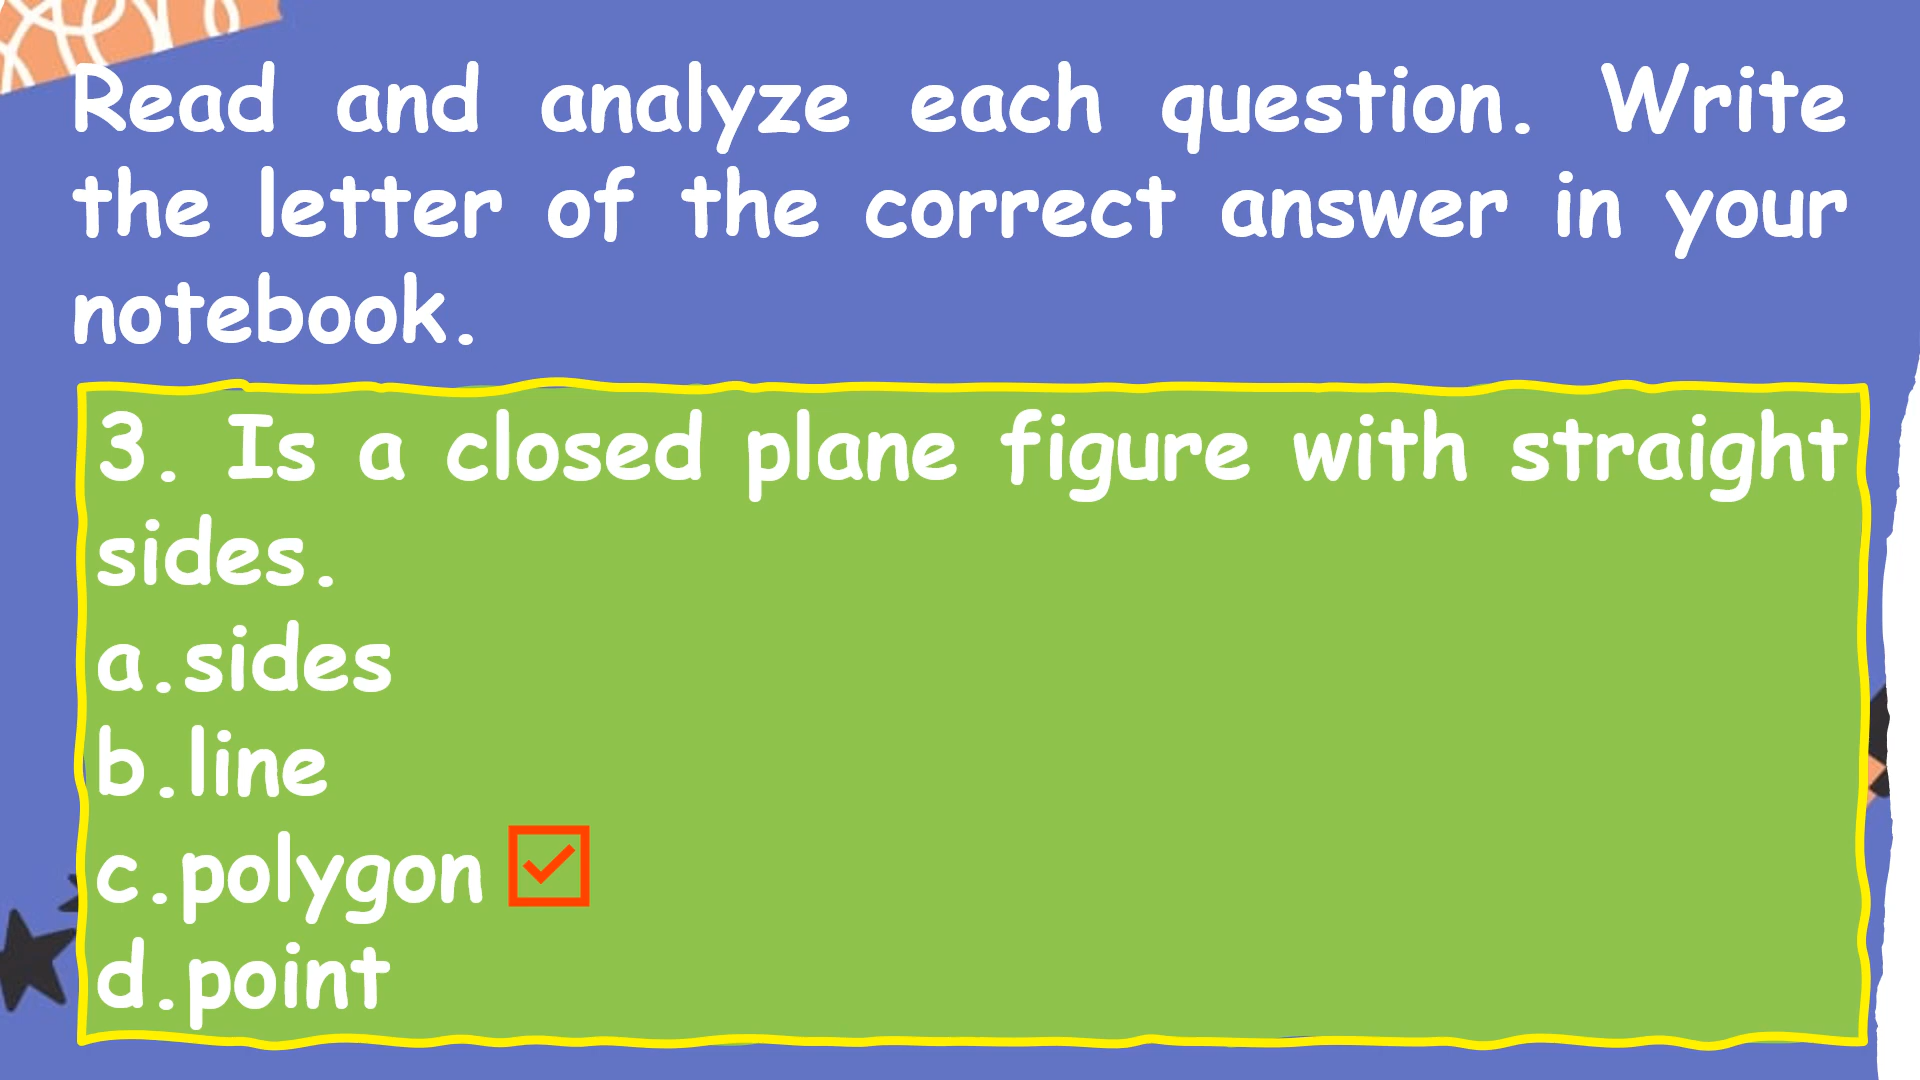 Read and analyze each question. Write
the letter of the correct answer in your
notebook.
3. Is a closed plane figure with straight
sides.
a.sides
b.line
c.polygon
d.point